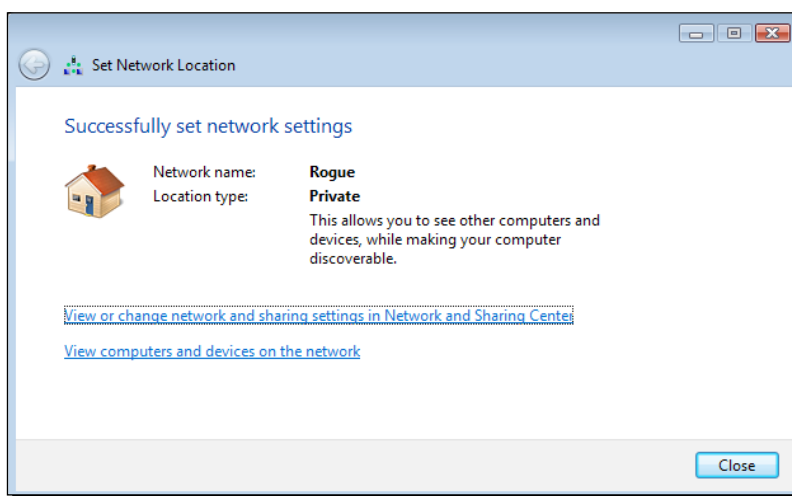 Set Network Location
Successfully set network settings
Network name: Rogue
Location type: Private
This allows you to see other computers and
devices, while making your computer
discoverable.
View or change network and sharing settings in Network and Sharing Center
View computers and devices on the network
Close